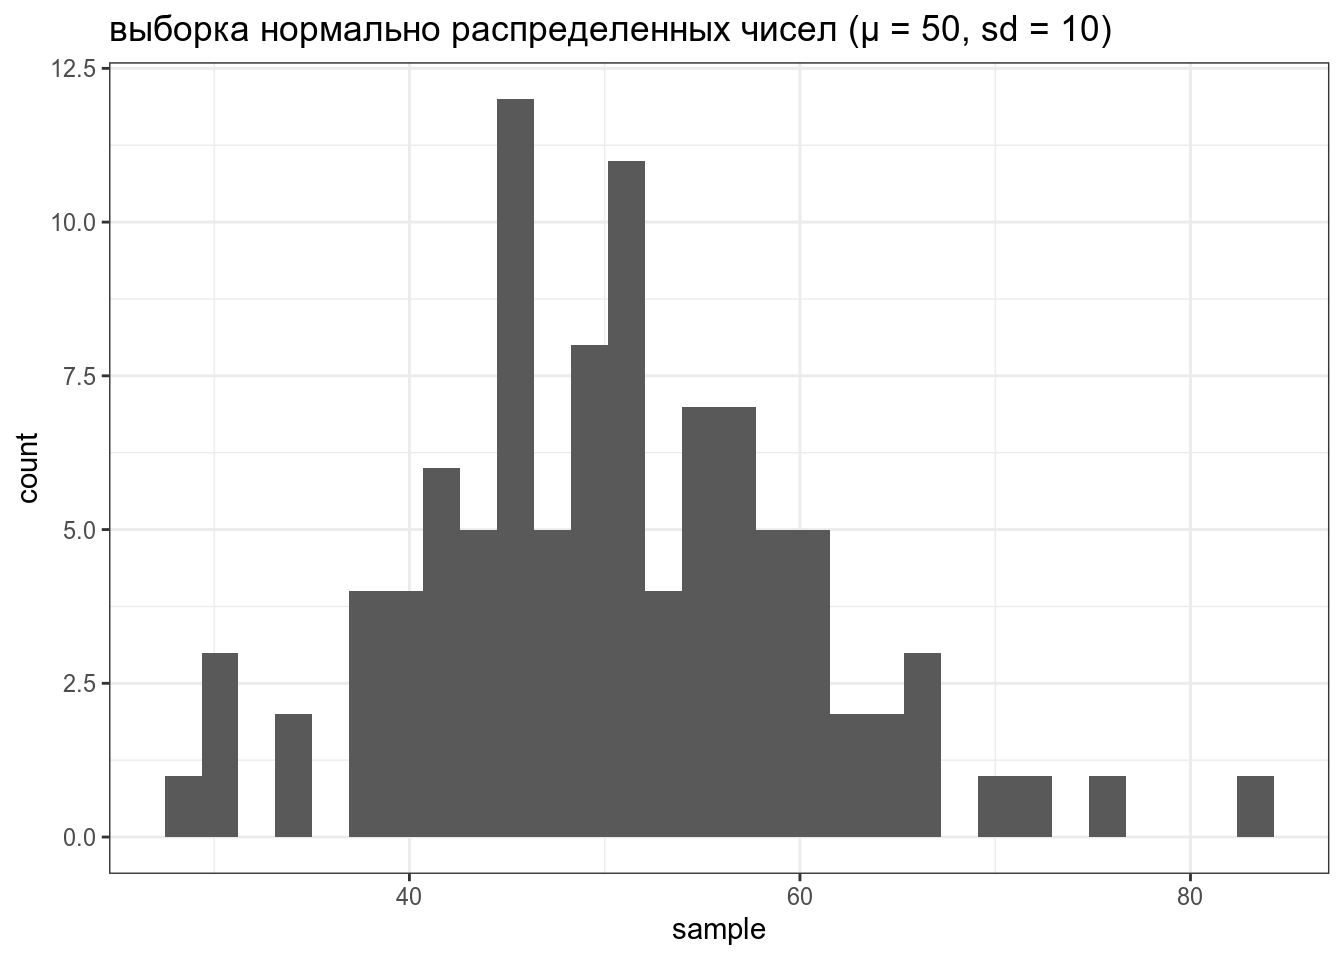 выборка нормально распределенных чисел (μ = 50, sd = 10)
12.5
10.0
7.5
5.0
2.5
0.0
count
40 60 80
sample